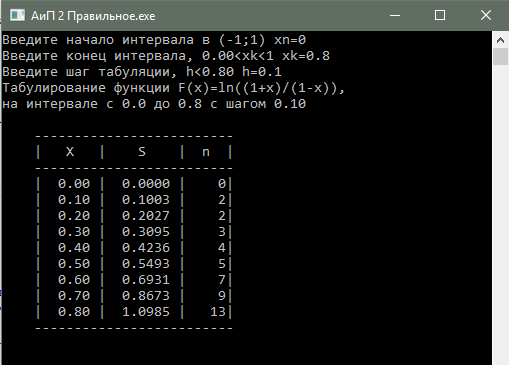 АиП 2 Правильное.exe
Введите начало интервала в (-1;1) xn=0
Введите конец интервала, 0.00<xk<1 xk=0.8
Введите шаг табуляции, h<0.80 h=0.1
Табулирование функции F(x)=ln((1+x)/(1-x)),
на интервале с 0.0 до 0.8 с шагом 0.10
-------------------------
|   X   |    S    |  n  |
-------------------------
|  0.00 |  0.0000 |    0|
|  0.10 |  0.1003 |    2|
|  0.20 |  0.2027 |    2|
|  0.30 |  0.3095 |    3|
|  0.40 |  0.4236 |    4|
|  0.50 |  0.5493 |    5|
|  0.60 |  0.6931 |    7|
|  0.70 |  0.8673 |    9|
|  0.80 |  1.0985 |   13|
-------------------------